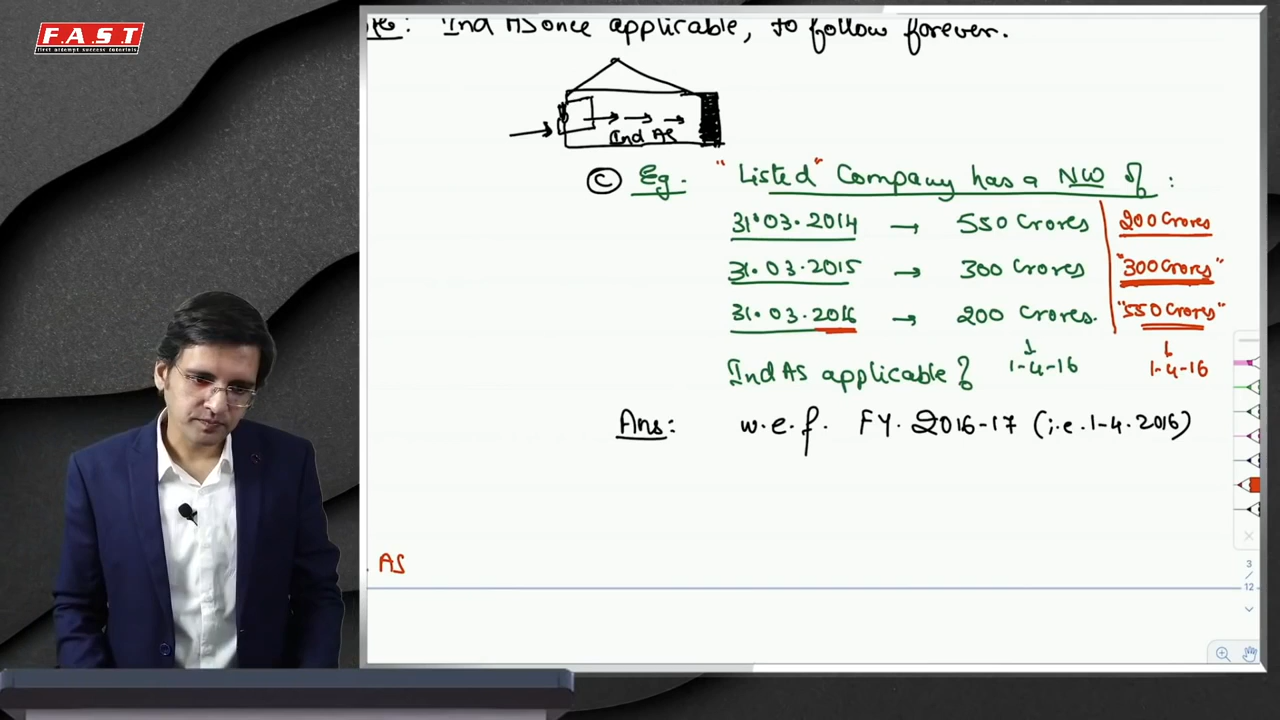 F.A.S.T
first attempt success tutorials
Ind AS once applicable, to follow forever.
Ind AS
C Eg. "Listed" Company has a NW of :
31.03.2014 → 550 Crores 200 Crores
31.03.2015 → 300 Crores "300 Crores"
31.03.2016 → 200 Crores. "550 Crores"
Ind AS applicable? 1-4-16 1-4-16
Ans: w.e.f. FY. 2016-17 (i.e. 1-4.2016)
. AS
3
/
12